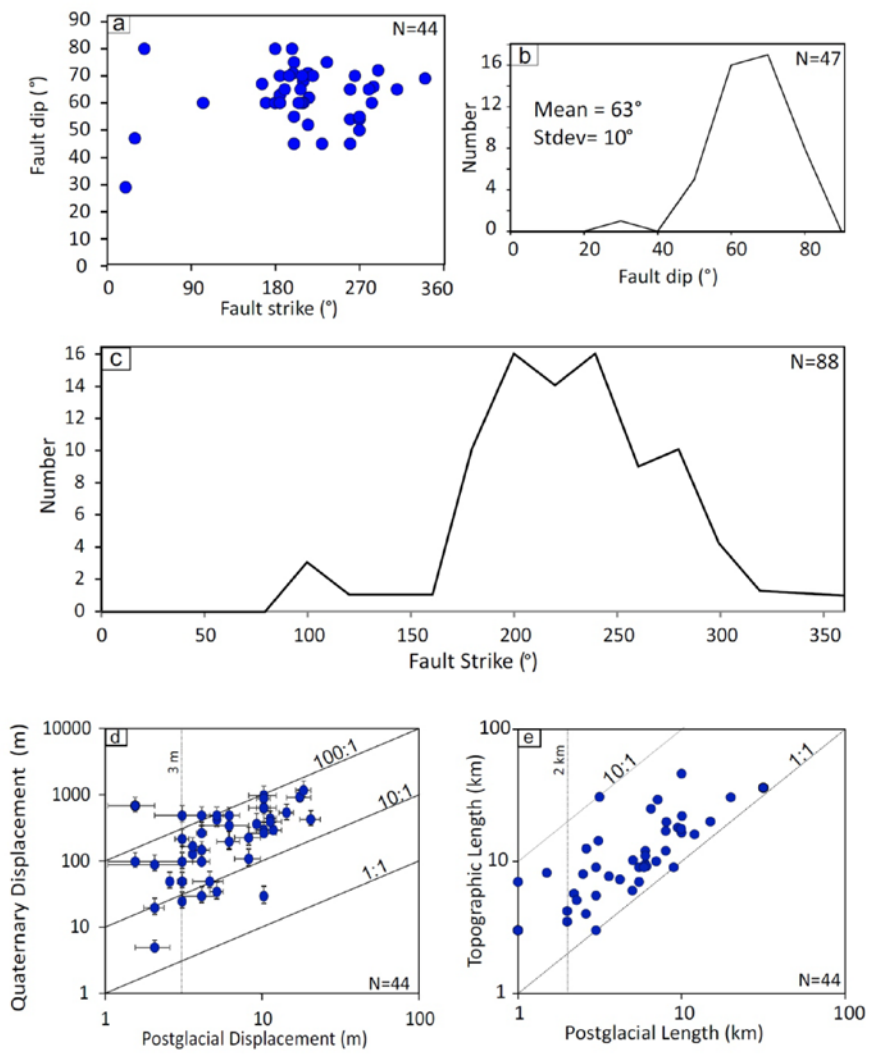 a
N=44
90
80
70
60
50
40
30
20
10
0
Fault dip (°)
0 90 180 270 360
Fault strike (°)
b
N=47
16
12
8
4
0
Number
Mean = 63°
Stdev= 10°
0 20 40 60 80
Fault dip (°)
c
N=88
16
14
12
10
8
6
4
2
0
Number
0 50 100 150 200 250 300 350
Fault Strike (°)
d
10000
1000
100
10
1
Quaternary Displacement (m)
3 m
100:1
10:1
1:1
N=44
1 10 100
Postglacial Displacement (m)
e
100
10
1
Topographic Length (km)
2 km
10:1
1:1
N=44
1 10 100
Postglacial Length (km)